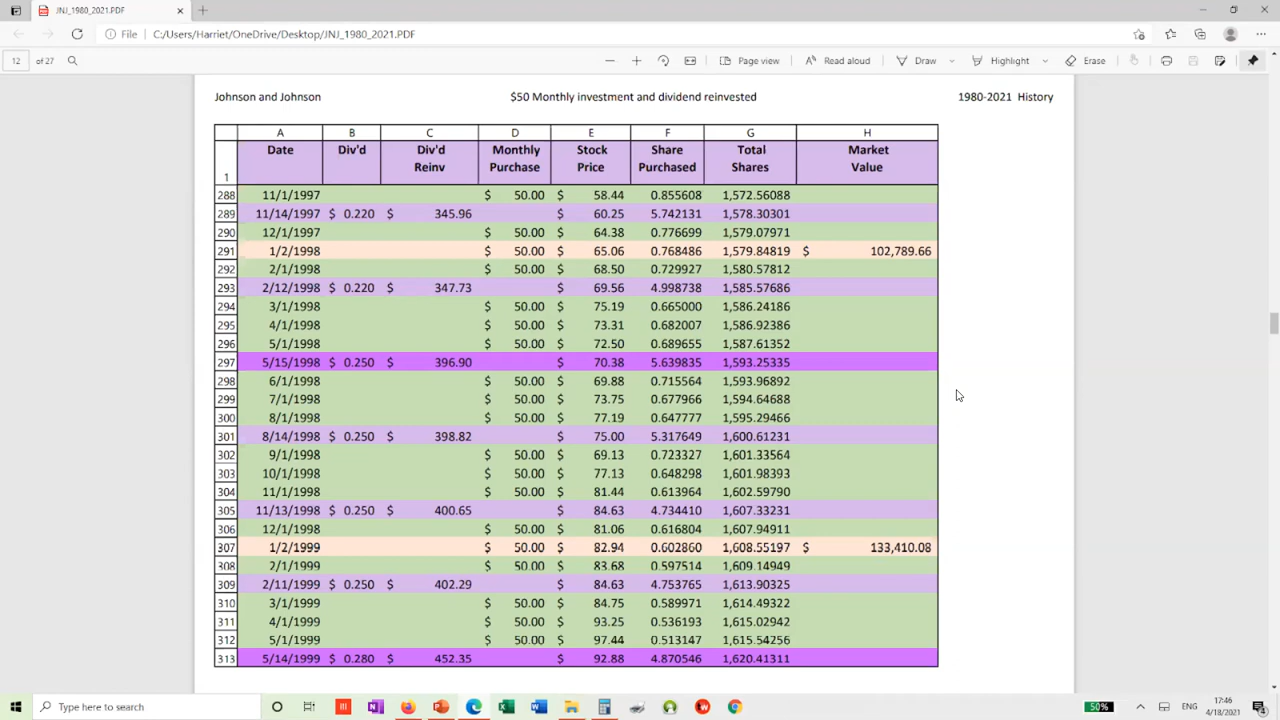 JNJ_1980_2021.PDF
File C:/Users/Harriet/OneDrive/Desktop/JNJ_1980_2021.PDF
12 of 27 Page view Read aloud Draw Highlight Erase
Johnson and Johnson $50 Monthly investment and dividend reinvested 1980-2021 History
A B C D E F G H
Date Div'd Div'd Monthly Stock Share Total Market
1 Reinv Purchase Price Purchased Shares Value
288 11/1/1997 $ 50.00 $ 58.44 0.855608 1,572.56088
289 11/14/1997 $ 0.220 $ 345.96 $ 60.25 5.742131 1,578.30301
290 12/1/1997 $ 50.00 $ 64.38 0.776699 1,579.07971
291 1/2/1998 $ 50.00 $ 65.06 0.768486 1,579.84819 $ 102,789.66
292 2/1/1998 $ 50.00 $ 68.50 0.729927 1,580.57812
293 2/12/1998 $ 0.220 $ 347.73 $ 69.56 4.998738 1,585.57686
294 3/1/1998 $ 50.00 $ 75.19 0.665000 1,586.24186
295 4/1/1998 $ 50.00 $ 73.31 0.682007 1,586.92386
296 5/1/1998 $ 50.00 $ 72.50 0.689655 1,587.61352
297 5/15/1998 $ 0.250 $ 396.90 $ 70.38 5.639835 1,593.25335
298 6/1/1998 $ 50.00 $ 69.88 0.715564 1,593.96892
299 7/1/1998 $ 50.00 $ 73.75 0.677966 1,594.64688
300 8/1/1998 $ 50.00 $ 77.19 0.647777 1,595.29466
301 8/14/1998 $ 0.250 $ 398.82 $ 75.00 5.317649 1,600.61231
302 9/1/1998 $ 50.00 $ 69.13 0.723327 1,601.33564
303 10/1/1998 $ 50.00 $ 77.13 0.648298 1,601.98393
304 11/1/1998 $ 50.00 $ 81.44 0.613964 1,602.59790
305 11/13/1998 $ 0.250 $ 400.65 $ 84.63 4.734410 1,607.33231
306 12/1/1998 $ 50.00 $ 81.06 0.616804 1,607.94911
307 1/2/1999 $ 50.00 $ 82.94 0.602860 1,608.55197 $ 133,410.08
308 2/1/1999 $ 50.00 $ 83.68 0.597514 1,609.14949
309 2/11/1999 $ 0.250 $ 402.29 $ 84.63 4.753765 1,613.90325
310 3/1/1999 $ 50.00 $ 84.75 0.589971 1,614.49322
311 4/1/1999 $ 50.00 $ 93.25 0.536193 1,615.02942
312 5/1/1999 $ 50.00 $ 97.44 0.513147 1,615.54256
313 5/14/1999 $ 0.280 $ 452.35 $ 92.88 4.870546 1,620.41311
Type here to search 50% ENG 17:46
4/18/2021